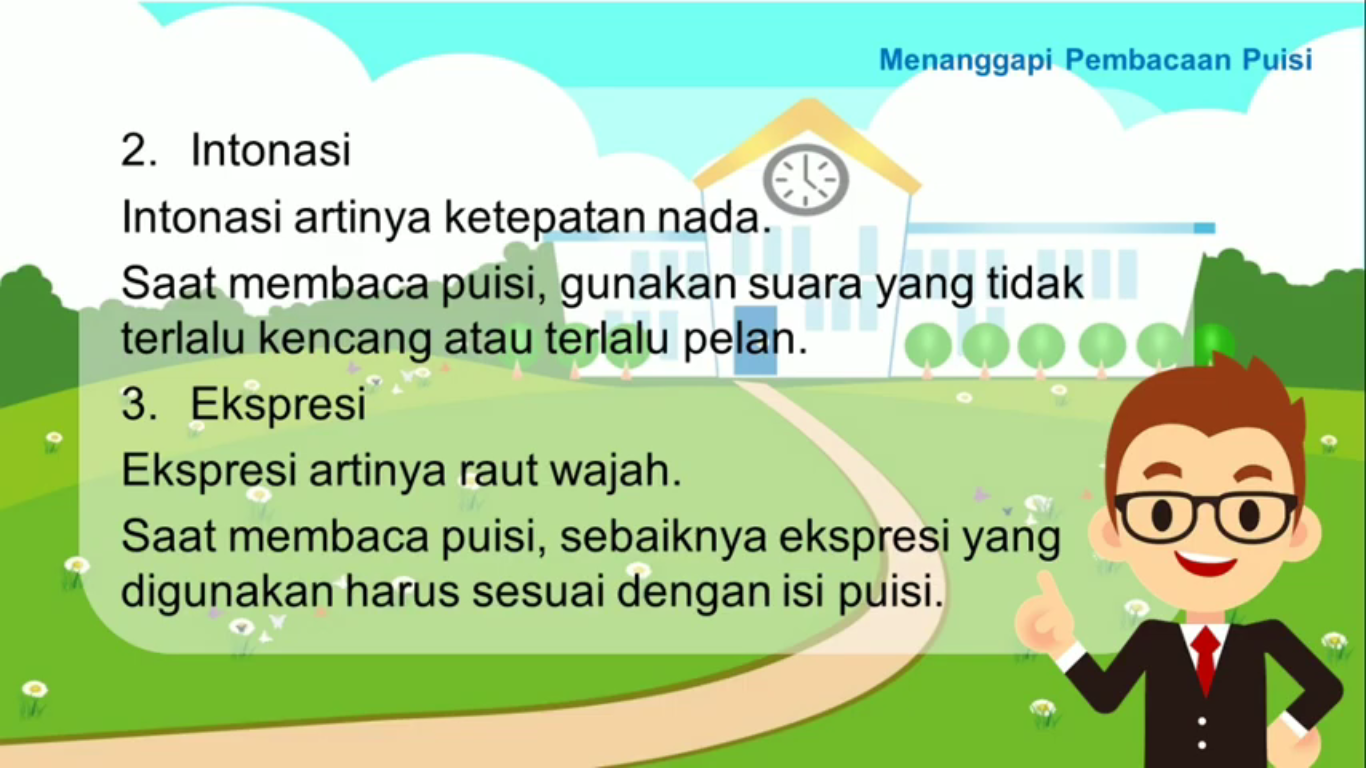 Menanggapi Pembacaan Puisi
2. Intonasi
Intonasi artinya ketepatan nada.
Saat membaca puisi, gunakan suara yang tidak
terlalu kencang atau terlalu pelan.
3. Ekspresi
Ekspresi artinya raut wajah.
Saat membaca puisi, sebaiknya ekspresi yang
digunakan harus sesuai dengan isi puisi.